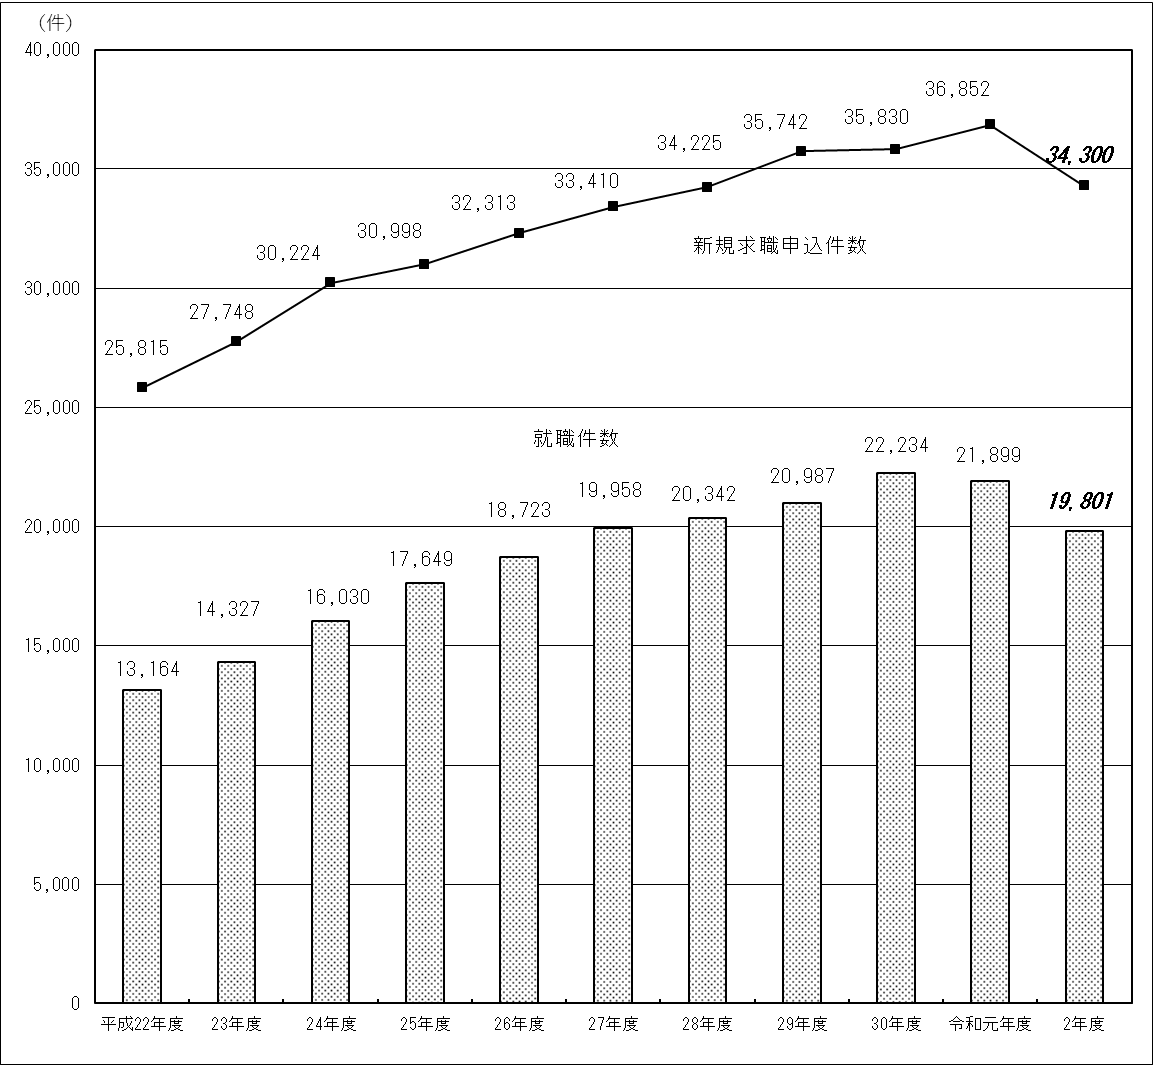 （件）
40,000
35,000
30,000
25,000
20,000
15,000
10,000
5,000
0
25,815
27,748
30,224
30,998
32,313
33,410
34,225
35,742
35,830
36,852
34,300
新規求職申込件数
就職件数
13,164
14,327
16,030
17,649
18,723
19,958
20,342
20,987
22,234
21,899
19,801
平成22年度
23年度
24年度
25年度
26年度
27年度
28年度
29年度
30年度
令和元年度
2年度